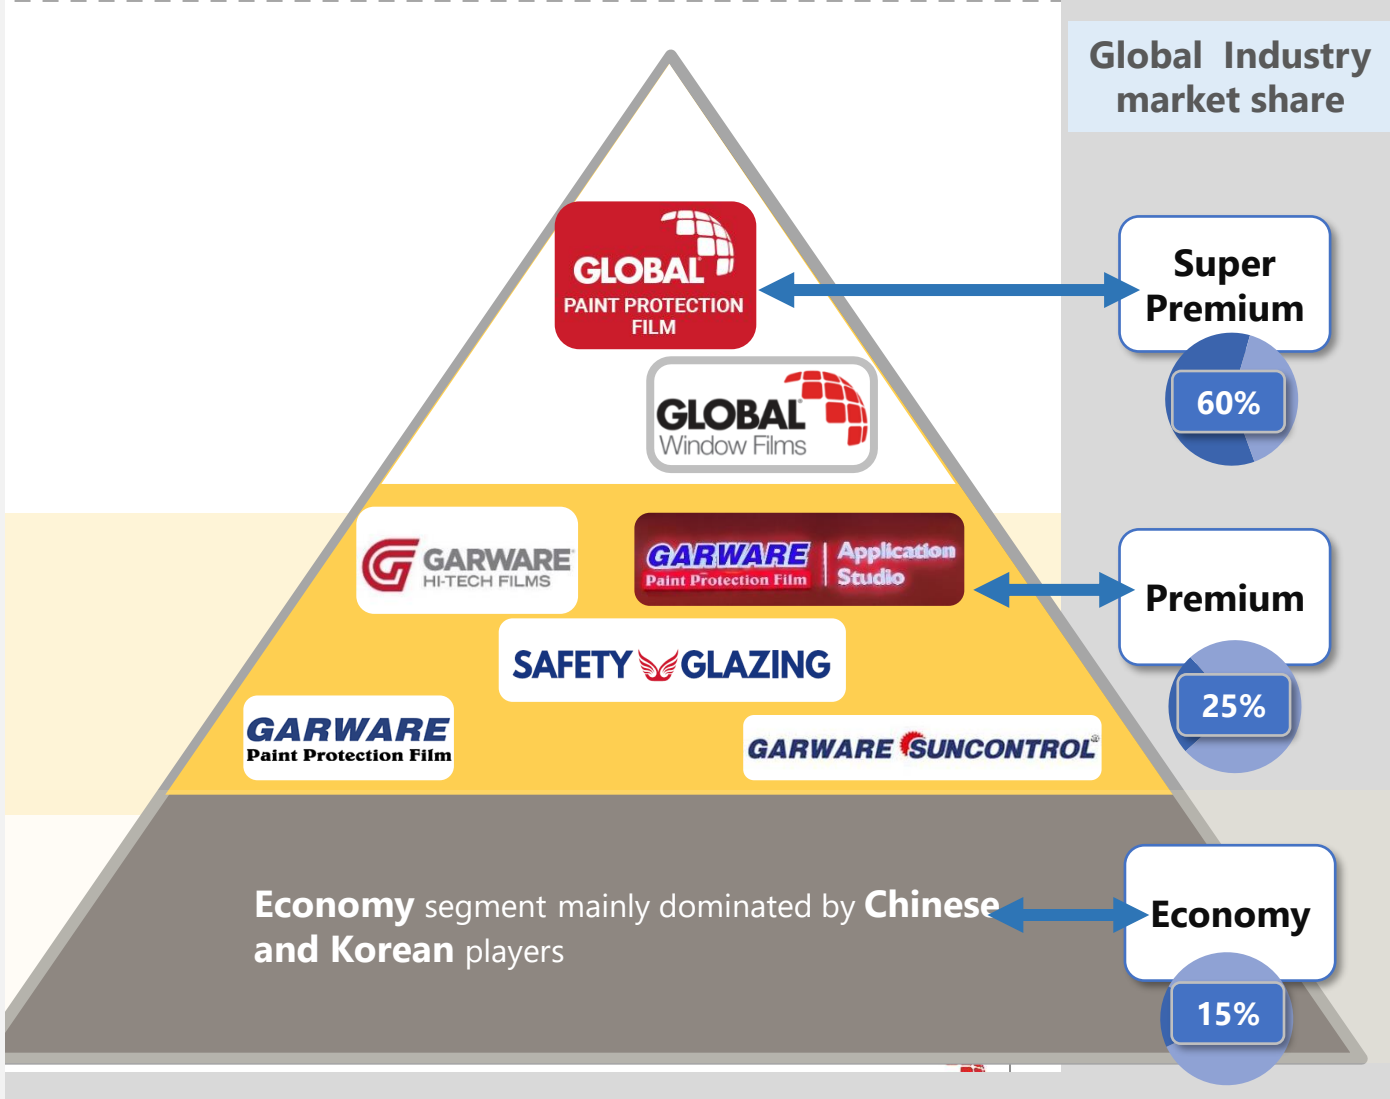 Global Industry
market share
GLOBAL
PAINT PROTECTION
FILM
Super
Premium
60%
GLOBAL
Window Films
GARWARE
HI-TECH FILMS
GARWARE
Paint Protection Film
Application
Studio
Premium
25%
SAFETY GLAZING
GARWARE
Paint Protection Film
GARWARE SUNCONTROL
Economy segment mainly dominated by Chinese
and Korean players
Economy
15%